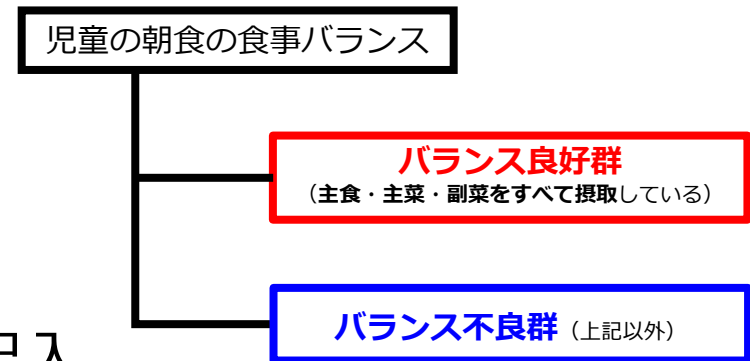 児童の朝食の食事バランス
バランス良好群
（主食・主菜・副菜をすべて摂取している）
バランス不良群（上記以外）